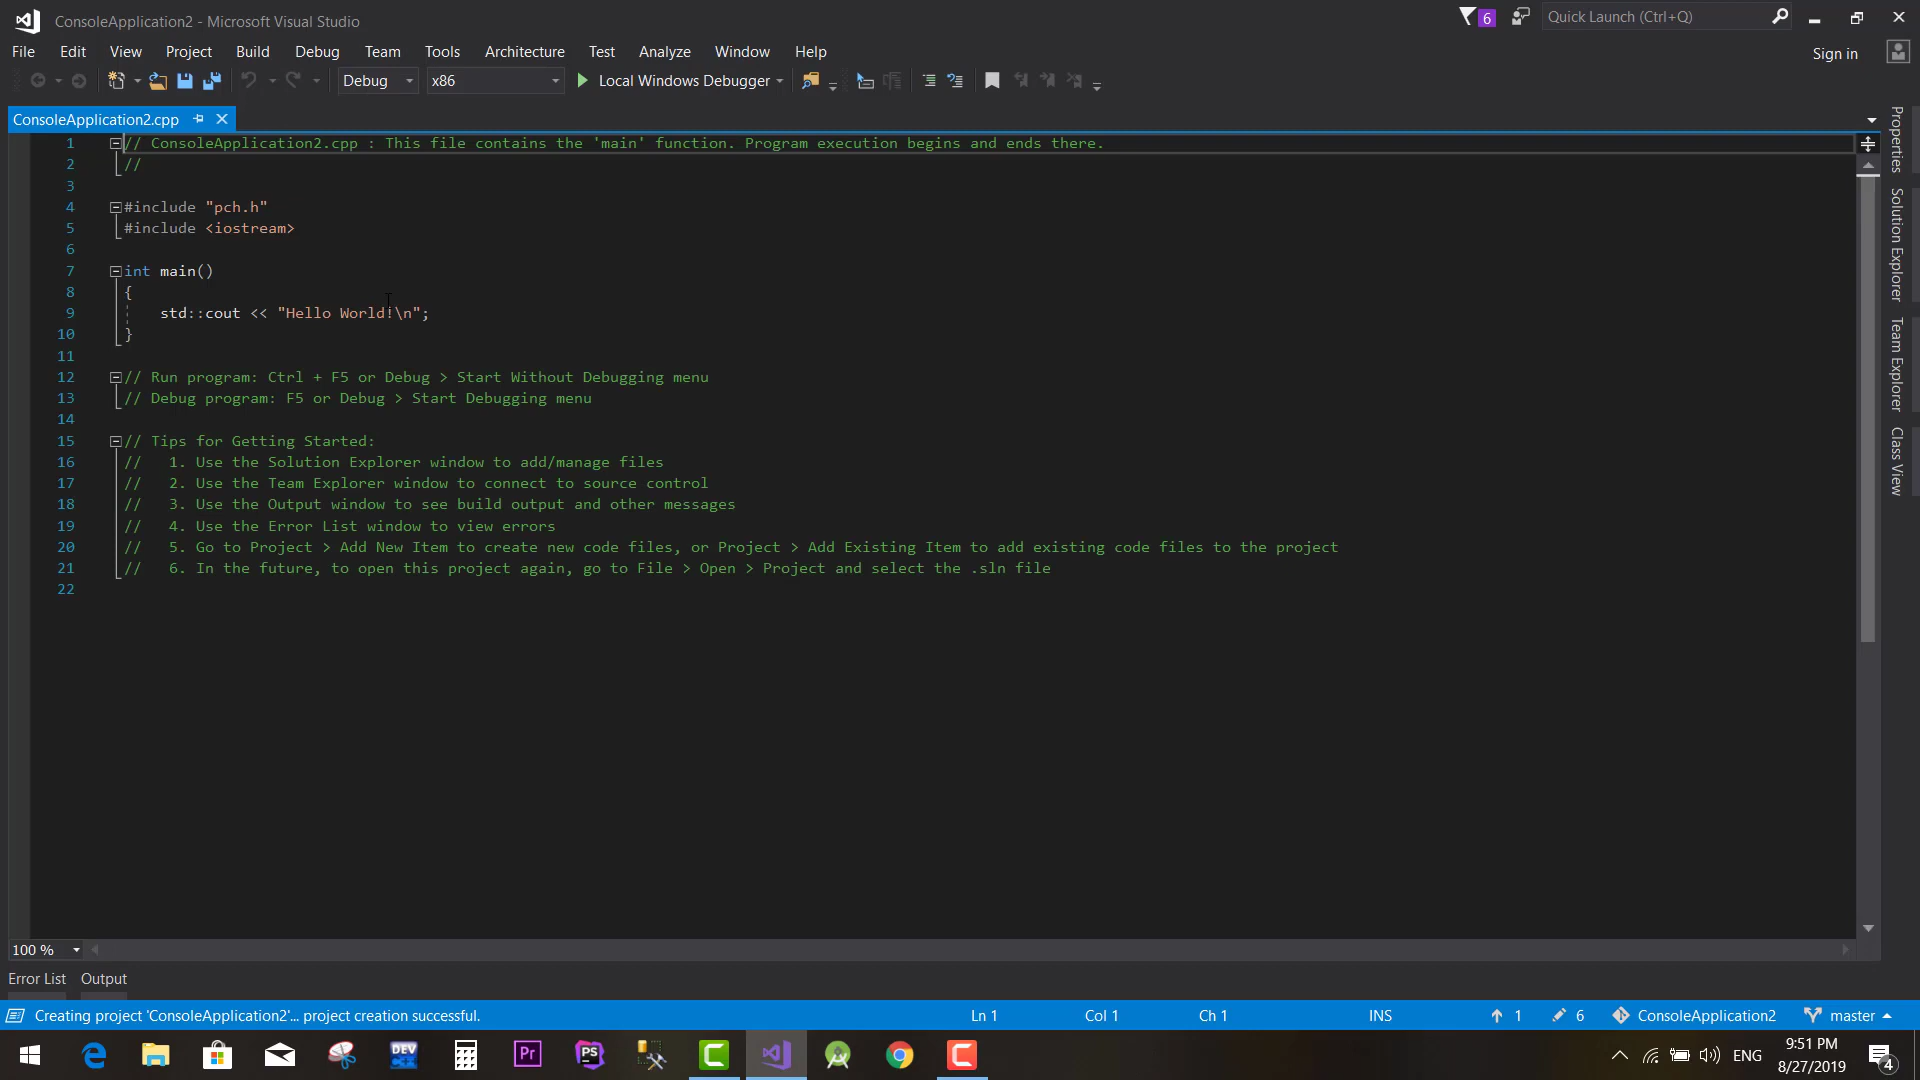 ConsoleApplication2 - Microsoft Visual Studio
6
Quick Launch (Ctrl+Q)
File Edit View Project Build Debug Team Tools Architecture Test Analyze Window Help
Sign in
Debug x86 Local Windows Debugger
ConsoleApplication2.cpp
1 // ConsoleApplication2.cpp : This file contains the 'main' function. Program execution begins and ends there.
2 //
3
4 #include "pch.h"
5 #include <iostream>
6
7 int main()
8 {
9 std::cout << "Hello World!\n";
10 }
11
12 // Run program: Ctrl + F5 or Debug > Start Without Debugging menu
13 // Debug program: F5 or Debug > Start Debugging menu
14
15 // Tips for Getting Started:
16 // 1. Use the Solution Explorer window to add/manage files
17 // 2. Use the Team Explorer window to connect to source control
18 // 3. Use the Output window to see build output and other messages
19 // 4. Use the Error List window to view errors
20 // 5. Go to Project > Add New Item to create new code files, or Project > Add Existing Item to add existing code files to the project
21 // 6. In the future, to open this project again, go to File > Open > Project and select the .sln file
22
Properties
Solution Explorer
Team Explorer
Class View
100 %
Error List Output
Creating project 'ConsoleApplication2'... project creation successful. Ln 1 Col 1 Ch 1 INS 1 6 ConsoleApplication2 master
DEV
Pr
PS
C
C
ENG
9:51 PM
8/27/2019
4